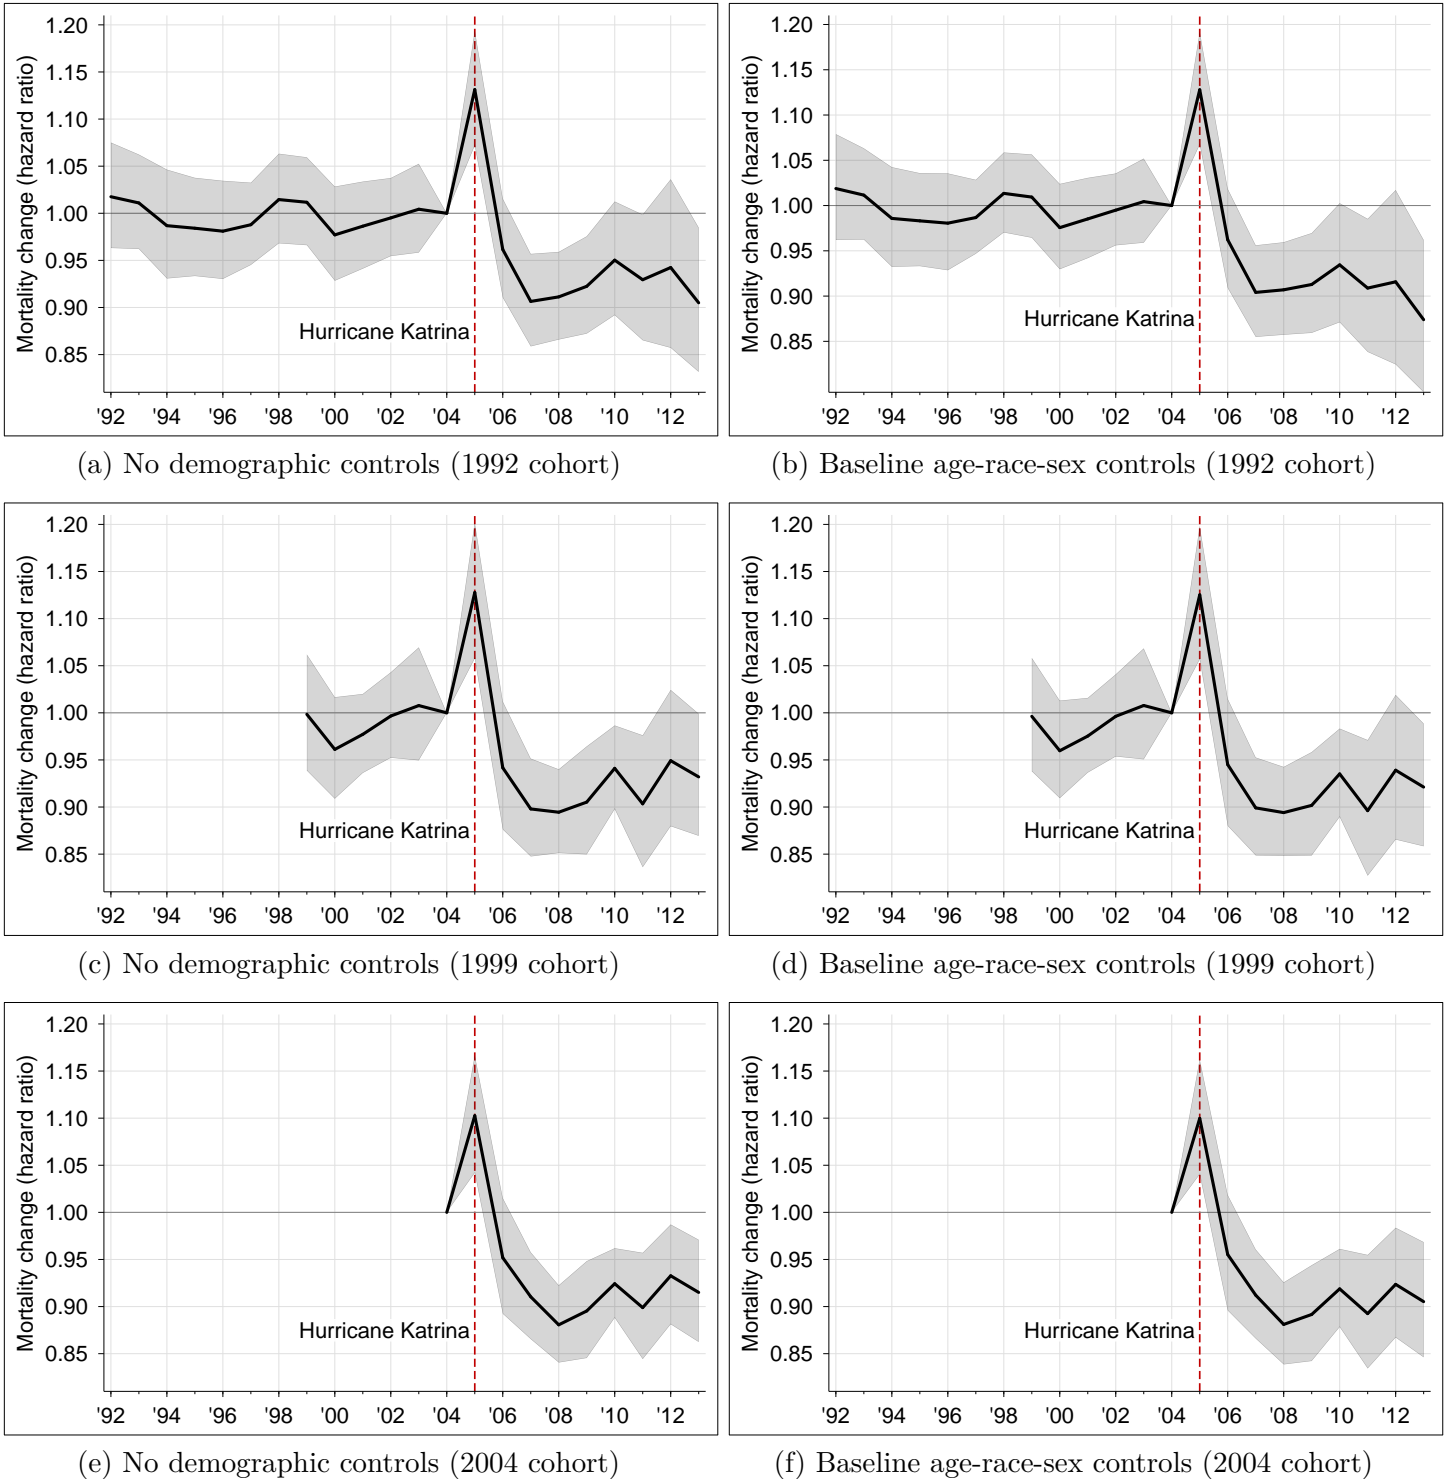 Mortality change (hazard ratio)
1.20
1.15
1.10
1.05
1.00
0.95
0.90
0.85
Hurricane Katrina
'92 '94 '96 '98 '00 '02 '04 '06 '08 '10 '12
(a) No demographic controls (1992 cohort)
Mortality change (hazard ratio)
1.20
1.15
1.10
1.05
1.00
0.95
0.90
0.85
Hurricane Katrina
'92 '94 '96 '98 '00 '02 '04 '06 '08 '10 '12
(b) Baseline age-race-sex controls (1992 cohort)
Mortality change (hazard ratio)
1.20
1.15
1.10
1.05
1.00
0.95
0.90
0.85
Hurricane Katrina
'92 '94 '96 '98 '00 '02 '04 '06 '08 '10 '12
(c) No demographic controls (1999 cohort)
Mortality change (hazard ratio)
1.20
1.15
1.10
1.05
1.00
0.95
0.90
0.85
Hurricane Katrina
'92 '94 '96 '98 '00 '02 '04 '06 '08 '10 '12
(d) Baseline age-race-sex controls (1999 cohort)
Mortality change (hazard ratio)
1.20
1.15
1.10
1.05
1.00
0.95
0.90
0.85
Hurricane Katrina
'92 '94 '96 '98 '00 '02 '04 '06 '08 '10 '12
(e) No demographic controls (2004 cohort)
Mortality change (hazard ratio)
1.20
1.15
1.10
1.05
1.00
0.95
0.90
0.85
Hurricane Katrina
'92 '94 '96 '98 '00 '02 '04 '06 '08 '10 '12
(f) Baseline age-race-sex controls (2004 cohort)